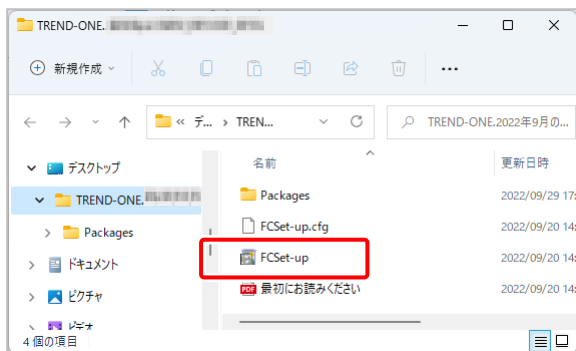 TREND-ONE.
新規作成
デ... › TREN...
TREND-ONE.2022年9月の...
名前
更新日時
デスクトップ
TREND-ONE.
Packages
ドキュメント
ピクチャ
ビデオ
Packages
2022/09/29 17:
FCSet-up.cfg
2022/09/20 14:
FCSet-up
2022/09/20 14:
最初にお読みください
2022/09/20 14:
4 個の項目